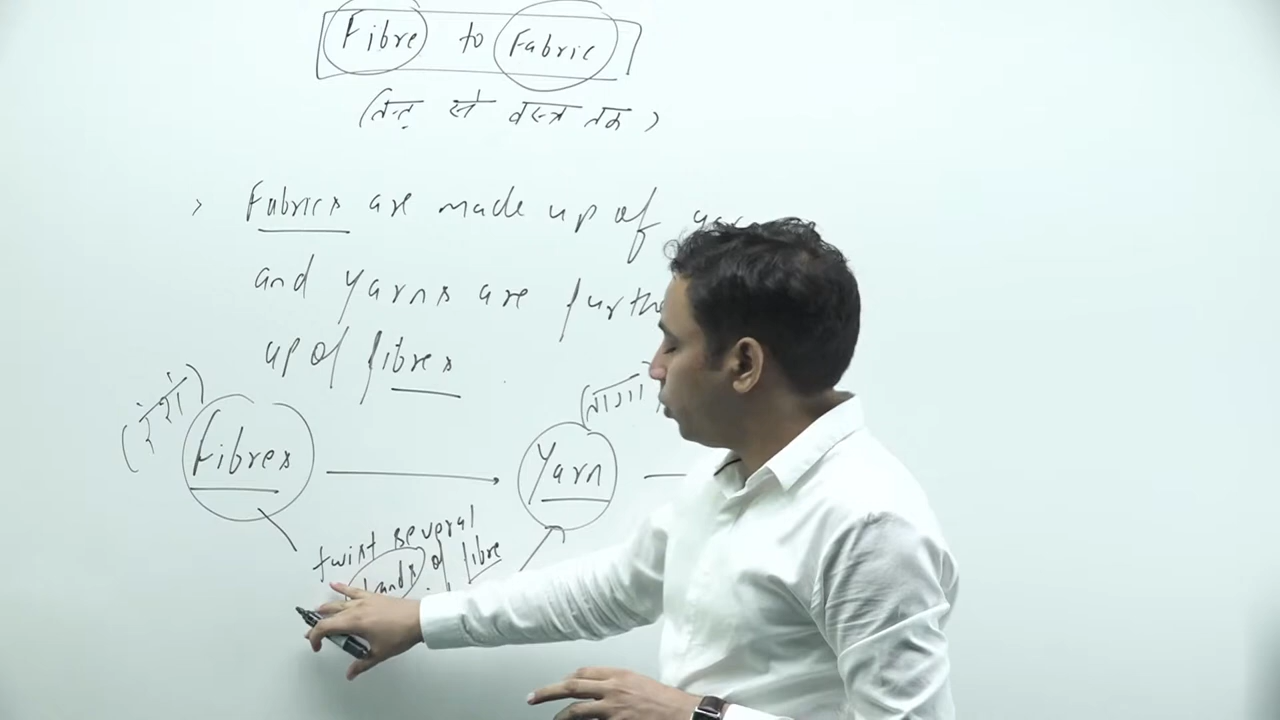 Fibre to Fabric
(तन्तु से वस्त्र तक)
> Fabrics are made up of
and Yarns are
up of fibres
(रेशे)
(तागा)
Fibres → Yarn
twist several
of fibre